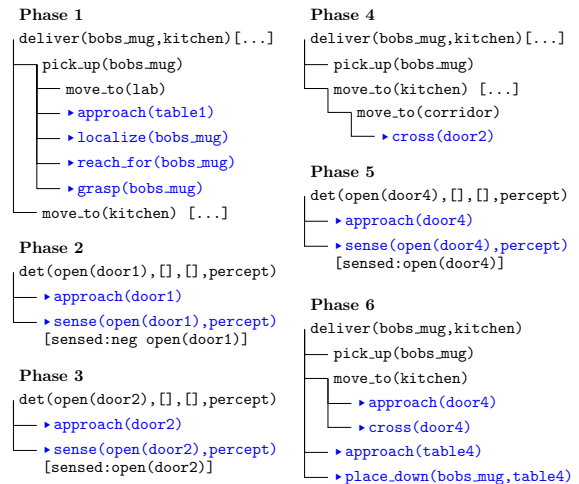 Phase 1
deliver(bobs_mug,kitchen)[...]
pick_up(bobs_mug)
move_to(lab)
▸approach(table1)
▸localize(bobs_mug)
▸reach_for(bobs_mug)
▸grasp(bobs_mug)
move_to(kitchen) [...]
Phase 2
det(open(door1),[],[],percept)
▸approach(door1)
▸sense(open(door1),percept)
[sensed:neg open(door1)]
Phase 3
det(open(door2),[],[],percept)
▸approach(door2)
▸sense(open(door2),percept)
[sensed:open(door2)]
Phase 4
deliver(bobs_mug,kitchen)[...]
pick_up(bobs_mug)
move_to(kitchen) [...]
move_to(corridor)
▸cross(door2)
Phase 5
det(open(door4),[],[],percept)
▸approach(door4)
▸sense(open(door4),percept)
[sensed:open(door4)]
Phase 6
deliver(bobs_mug,kitchen)
pick_up(bobs_mug)
move_to(kitchen)
▸approach(door4)
▸cross(door4)
▸approach(table4)
▸place_down(bobs_mug,table4)